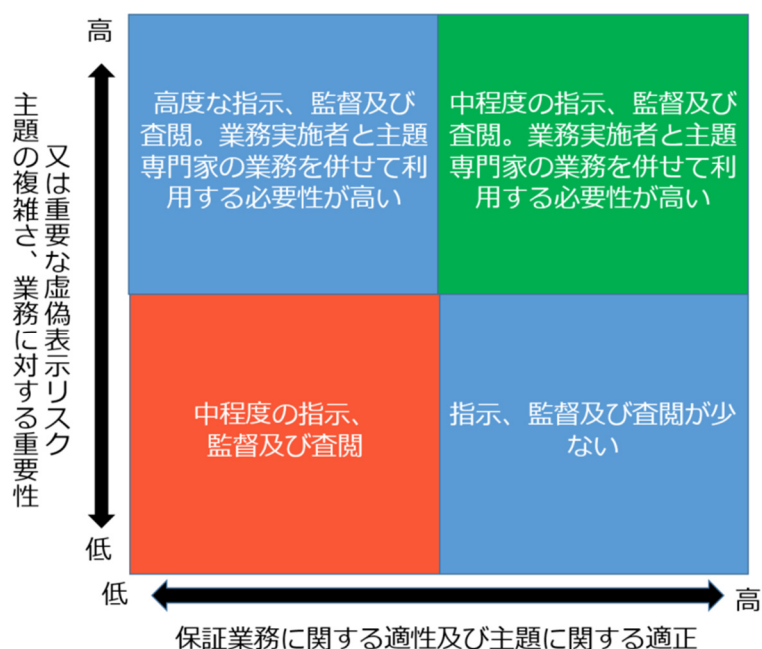 高
主題の複雑さ、業務に対する重要性
又は重要な虚偽表示リスク
高度な指示、監督及び
査閲。業務実施者と主題
専門家の業務を併せて利
用する必要性が高い
中程度の指示、監督及び
査閲。業務実施者と主題
専門家の業務を併せて利
用する必要性が高い
中程度の指示、
監督及び査閲
指示、監督及び査閲が少
ない
低
低
高
保証業務に関する適性及び主題に関する適正